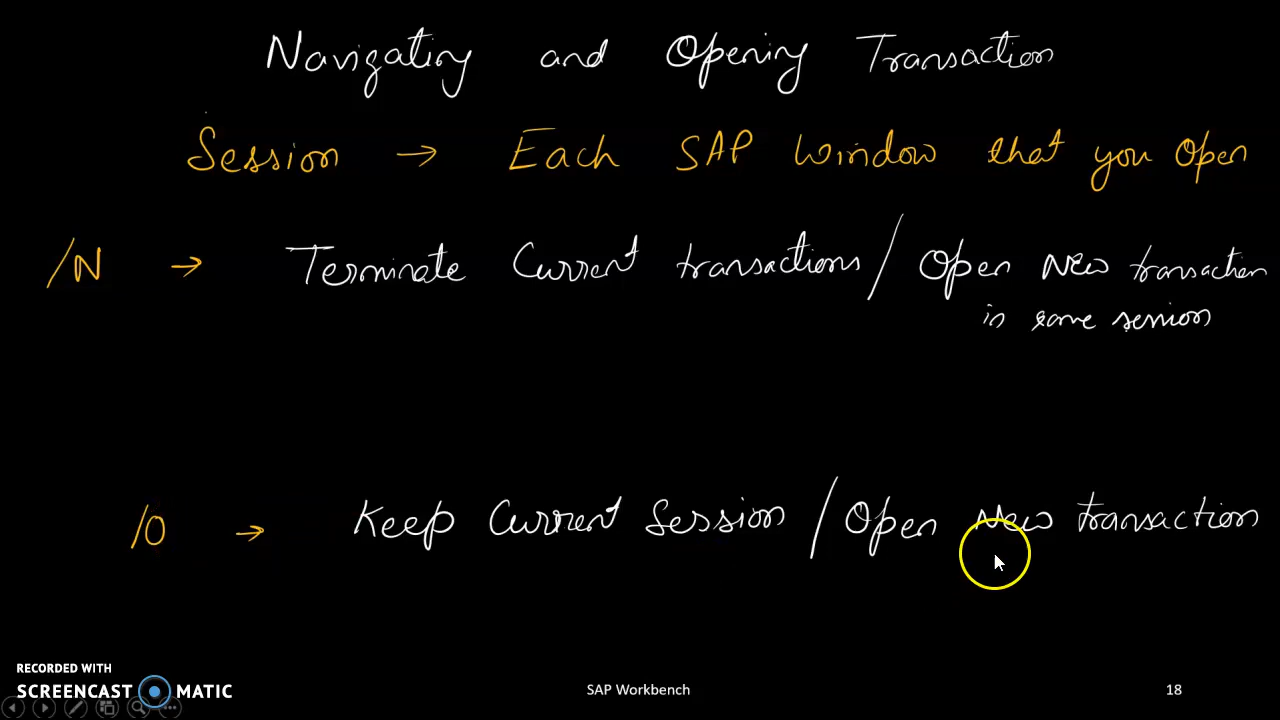 Navigating and Opening Transaction
Session → Each SAP Window that you Open
/N → Terminate Current transactions / Open New transaction
in same session
/O → Keep Current Session / Open New transaction
RECORDED WITH
SCREENCAST MATIC
SAP Workbench
18